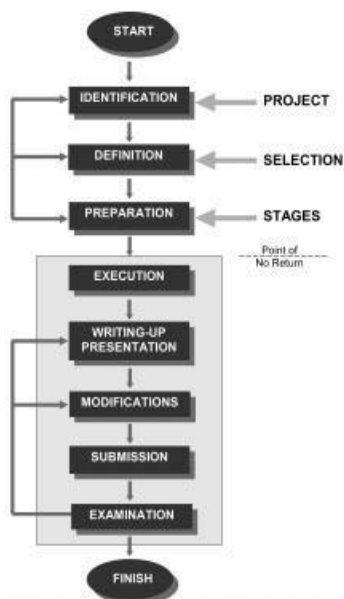 START
IDENTIFICATION
PROJECT
DEFINITION
SELECTION
PREPARATION
STAGES
Point of
No Return
EXECUTION
WRITING-UP
PRESENTATION
MODIFICATIONS
SUBMISSION
EXAMINATION
FINISH